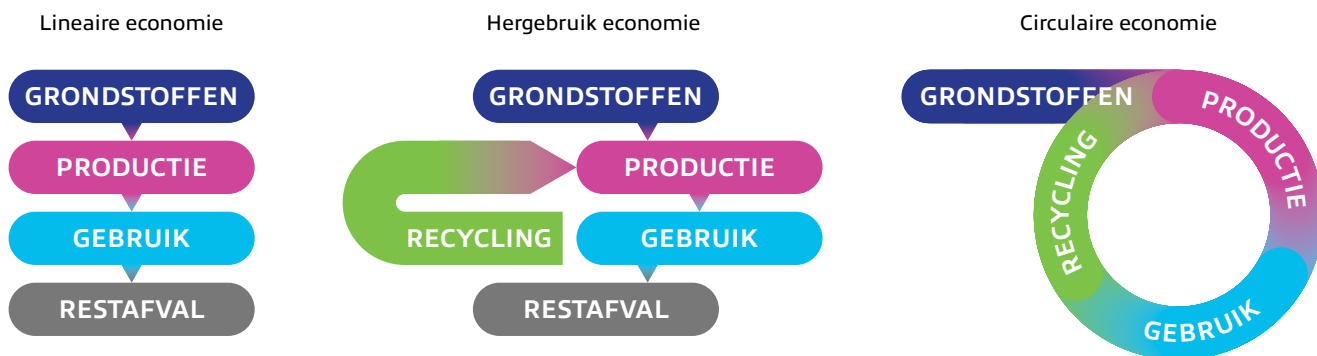 Lineaire economie
GRONDSTOFFEN
PRODUCTIE
GEBRUIK
RESTAFVAL
Hergebruik economie
GRONDSTOFFEN
PRODUCTIE
RECYCLING
GEBRUIK
RESTAFVAL
Circulaire economie
GRONDSTOFFEN
PRODUCTIE
GEBRUIK
RECYCLING